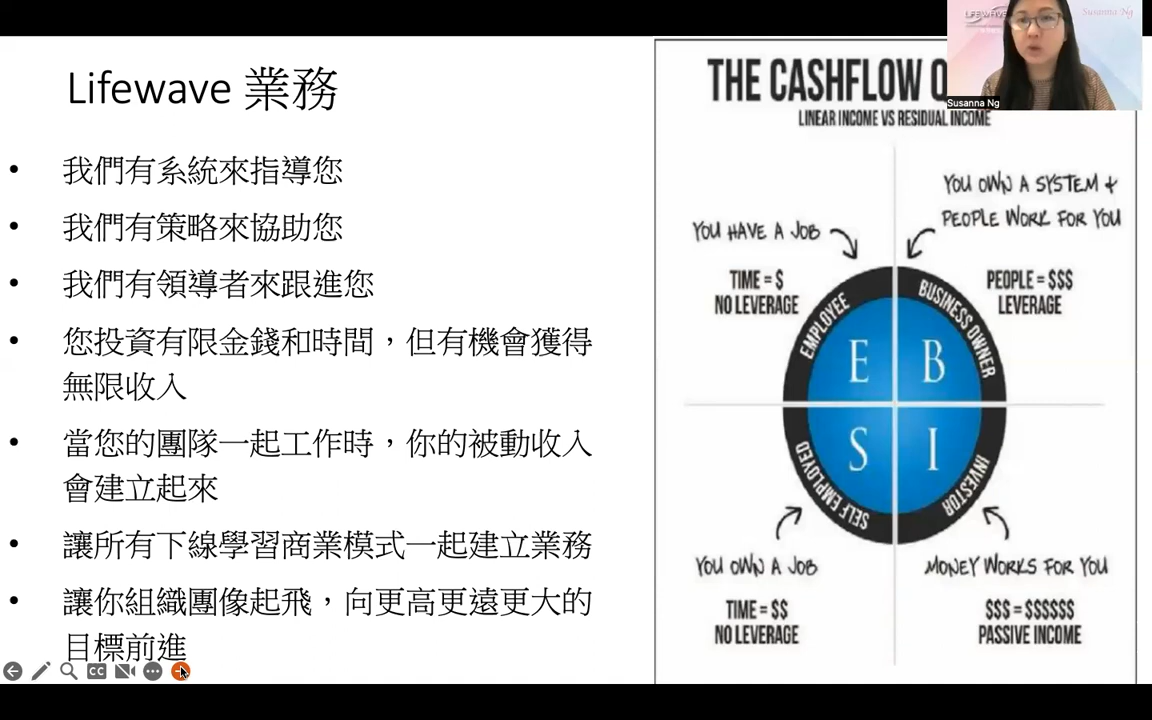 Lifewave 業務
• 我們有系統來指導您
• 我們有策略來協助您
• 我們有領導者來跟進您
• 您投資有限金錢和時間，但有機會獲得
無限收入
• 當您的團隊一起工作時，你的被動收入
會建立起來
• 讓所有下線學習商業模式一起建立業務
• 讓你組織團像起飛，向更高更遠更大的
目標前進
THE CASHFLOW
LINEAR INCOME VS RESIDUAL INCOME
YOU HAVE A JOB
TIME = $
NO LEVERAGE
YOU OWN A SYSTEM +
PEOPLE WORK FOR YOU
PEOPLE = $$$
LEVERAGE
EMPLOYEE
BUSINESS OWNER
E
B
S
I
SELF EMPLOYED
INVESTOR
YOU OWN A JOB
TIME = $$
NO LEVERAGE
MONEY WORKS FOR YOU
$$$ = $$$$$$
PASSIVE INCOME
LIFEWAVE
Susanna Ng
Susanna Ng
CC